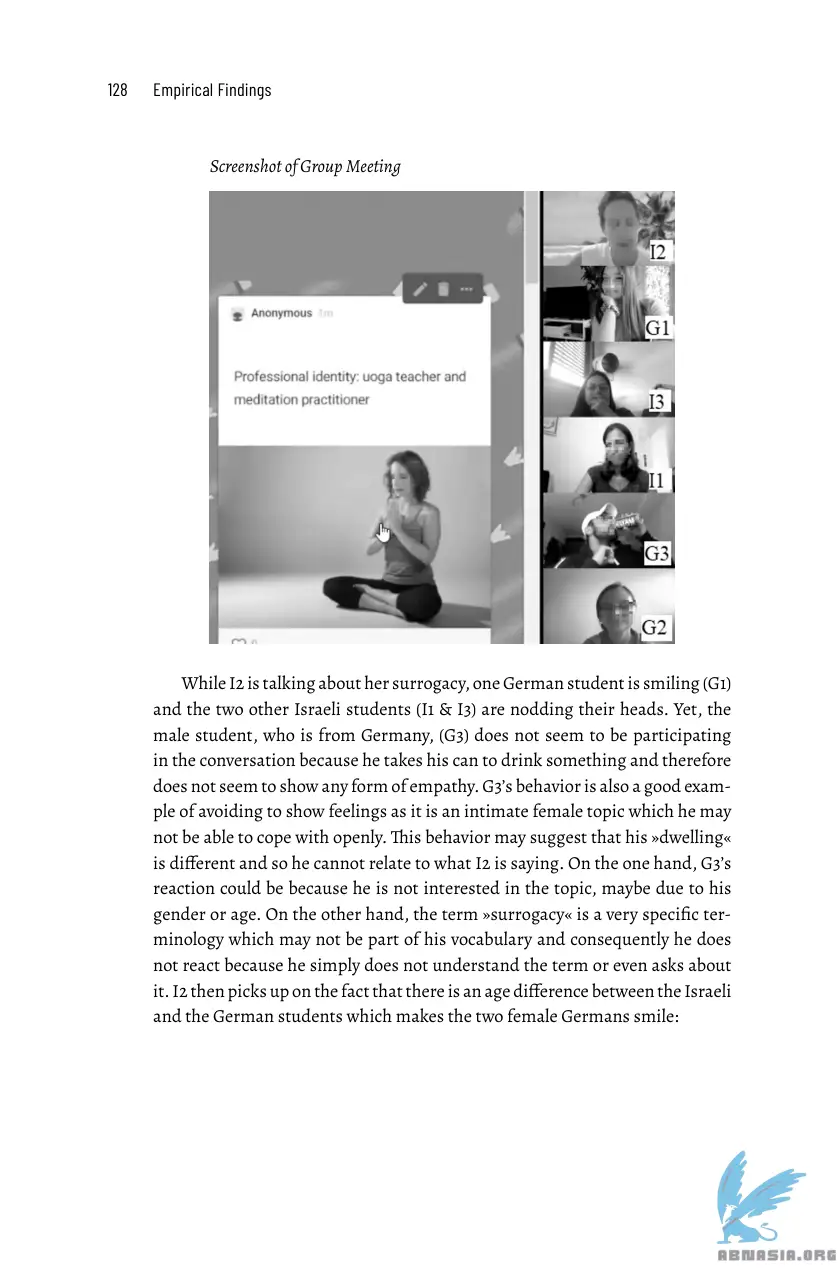 128 Empirical Findings
Screenshot of Group Meeting
Anonymous 1m
Professional identity: uoga teacher and
meditation practitioner
0
I2
G1
I3
I1
G3
G2
While I2 is talking about her surrogacy, one German student is smiling (G1)
and the two other Israeli students (I1 & I3) are nodding their heads. Yet, the
male student, who is from Germany, (G3) does not seem to be participating
in the conversation because he takes his can to drink something and therefore
does not seem to show any form of empathy. G3’s behavior is also a good exam-
ple of avoiding to show feelings as it is an intimate female topic which he may
not be able to cope with openly. This behavior may suggest that his »dwelling«
is different and so he cannot relate to what I2 is saying. On the one hand, G3’s
reaction could be because he is not interested in the topic, maybe due to his
gender or age. On the other hand, the term »surrogacy« is a very specific ter-
minology which may not be part of his vocabulary and consequently he does
not react because he simply does not understand the term or even asks about
it. I2 then picks up on the fact that there is an age difference between the Israeli
and the German students which makes the two female Germans smile:
ABNASIA.ORG